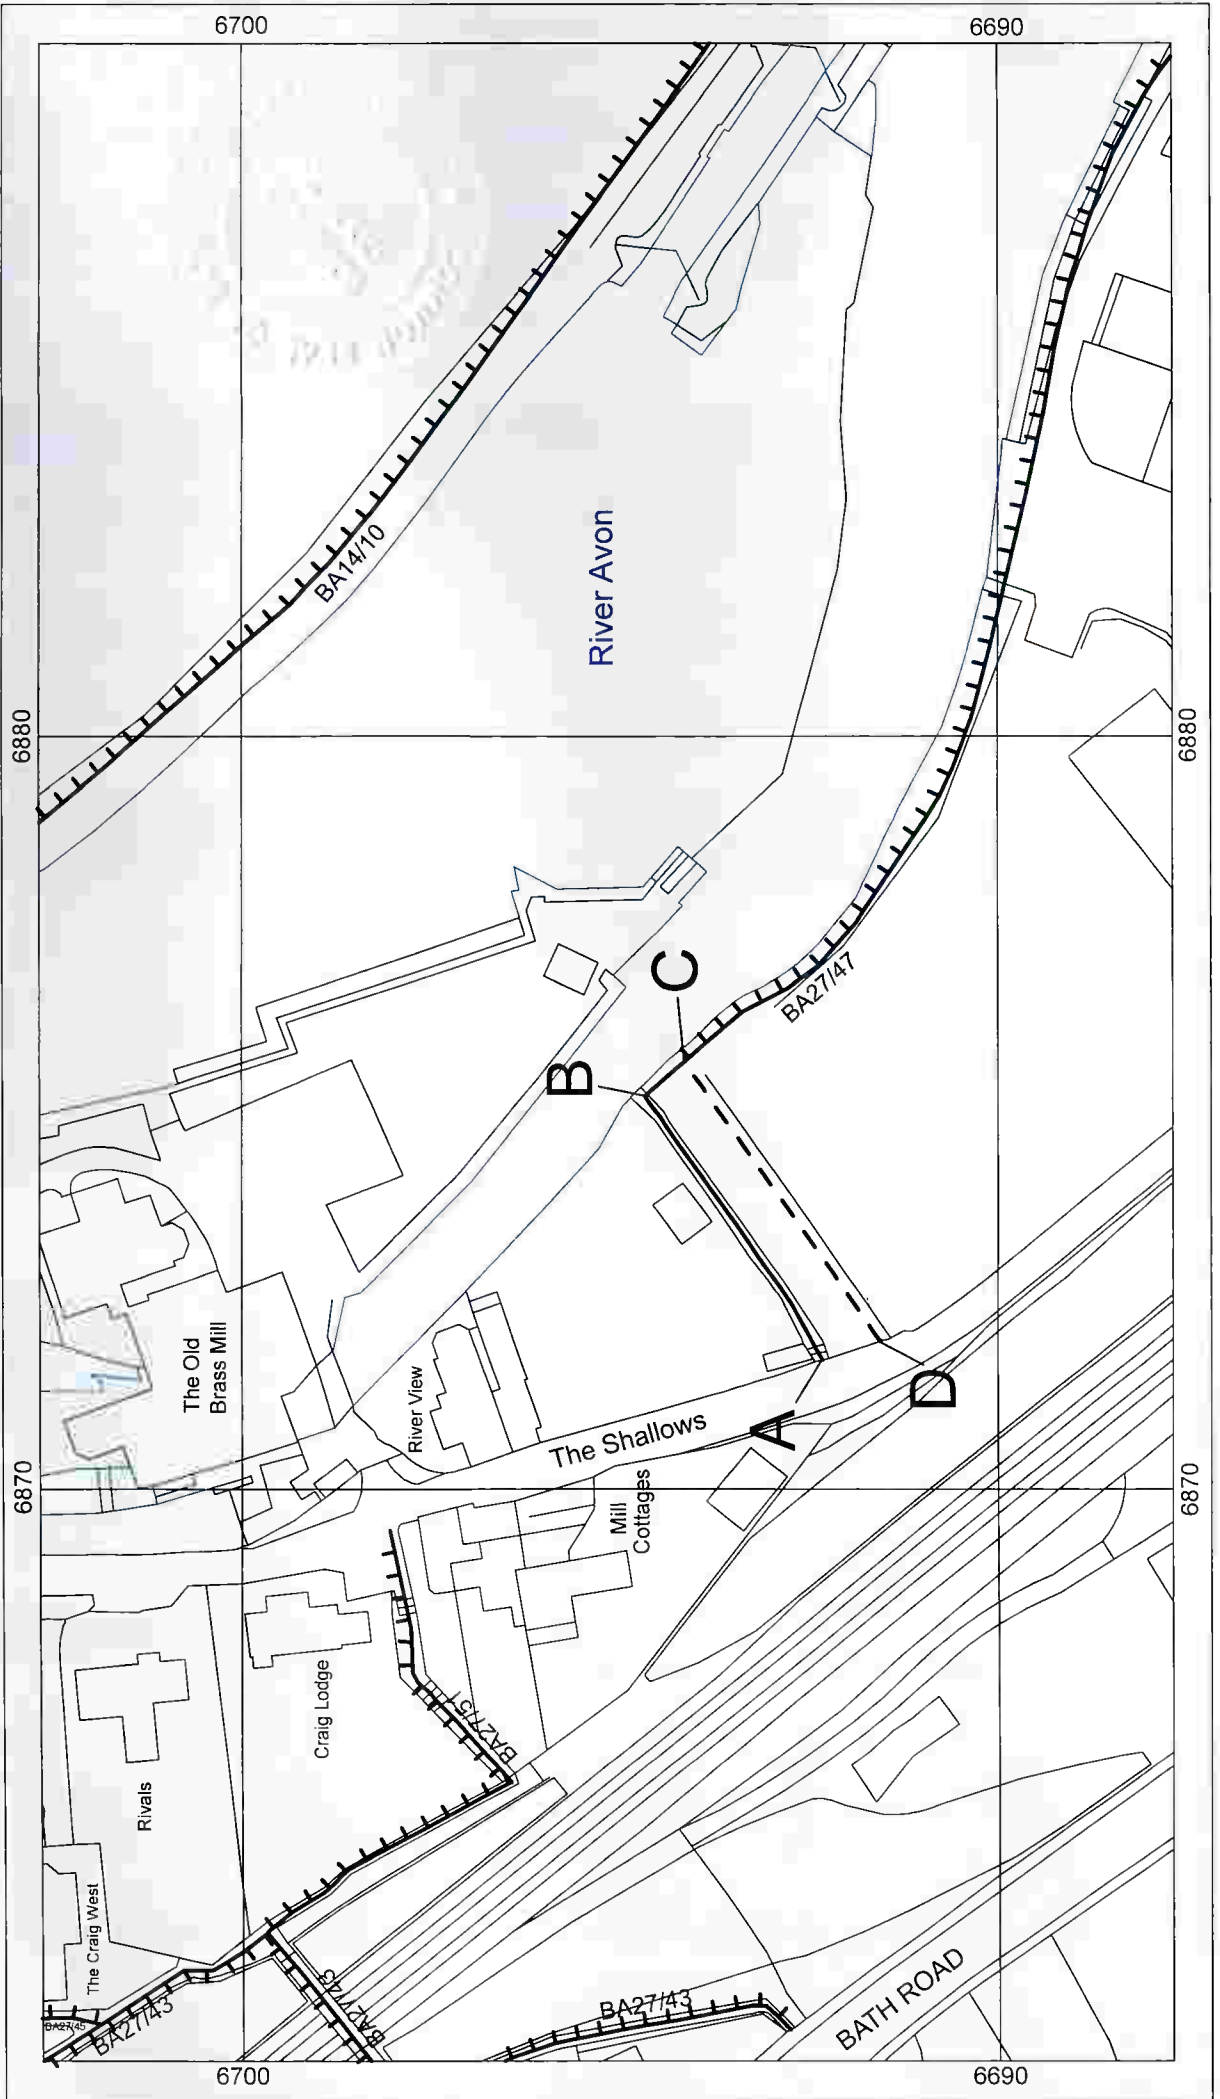 6700
6690
BA14/10
River Avon
6880
6880
C
BA27/47
B
The Old
Brass Mill
River View
The Shallows
A
D
6870
6870
Mill
Cottages
Craig Lodge
BA27/51
Rivals
The Craig West
BA27/45
BA27/43
BA27/43
BA27/43
BATH ROAD
6700
6690